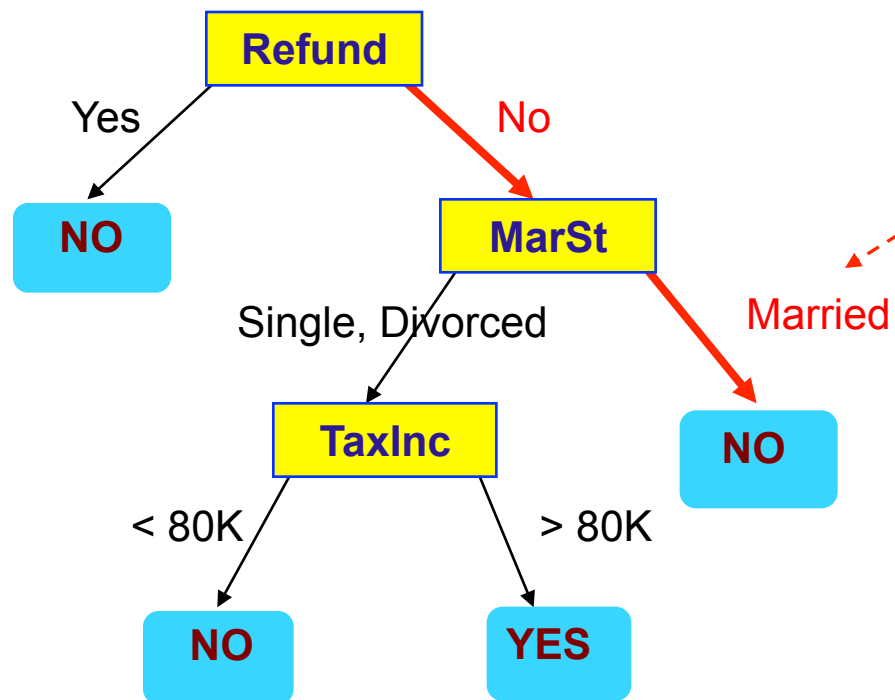 Refund
Yes
No
NO
MarSt
Single, Divorced
Married
TaxInc
NO
< 80K
> 80K
NO
YES